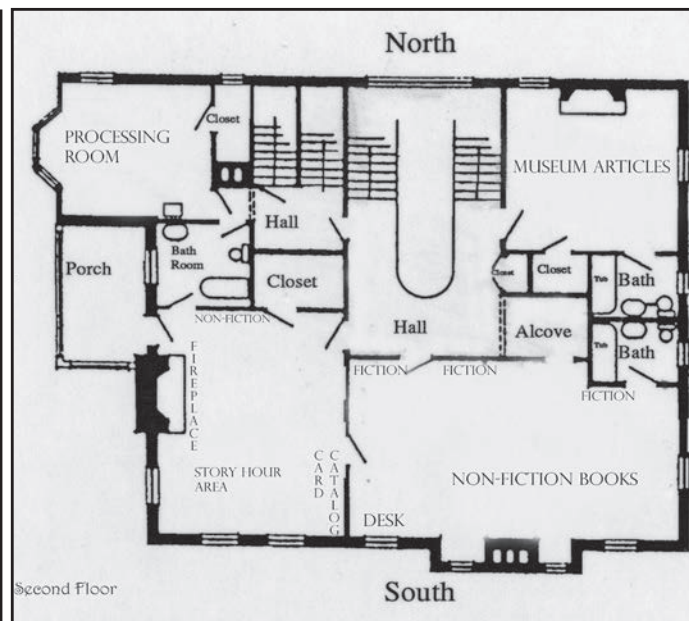 North
PROCESSING
ROOM
Closet
MUSEUM ARTICLES
Hall
Bath
Room
Porch
Closet
Closet
Closet
Tub
Bath
NON-FICTION
Hall
Alcove
Tub
Bath
FICTION
FICTION
FICTION
FIREPLACE
STORY HOUR
AREA
CARD
CATALOG
NON-FICTION BOOKS
DESK
Second Floor
South